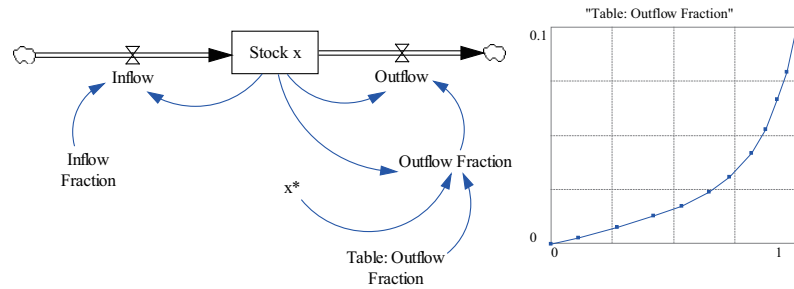 "Table: Outflow Fraction"
0.1
Stock x
Inflow
Outflow
Inflow
Fraction
Outflow Fraction
x*
Table: Outflow
Fraction
0
0
1